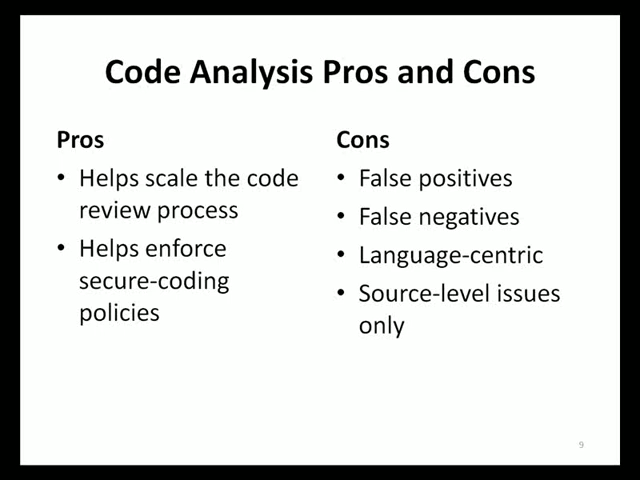 Code Analysis Pros and Cons
Pros
• Helps scale the code
review process
• Helps enforce
secure-coding
policies
Cons
• False positives
• False negatives
• Language-centric
• Source-level issues
only
9